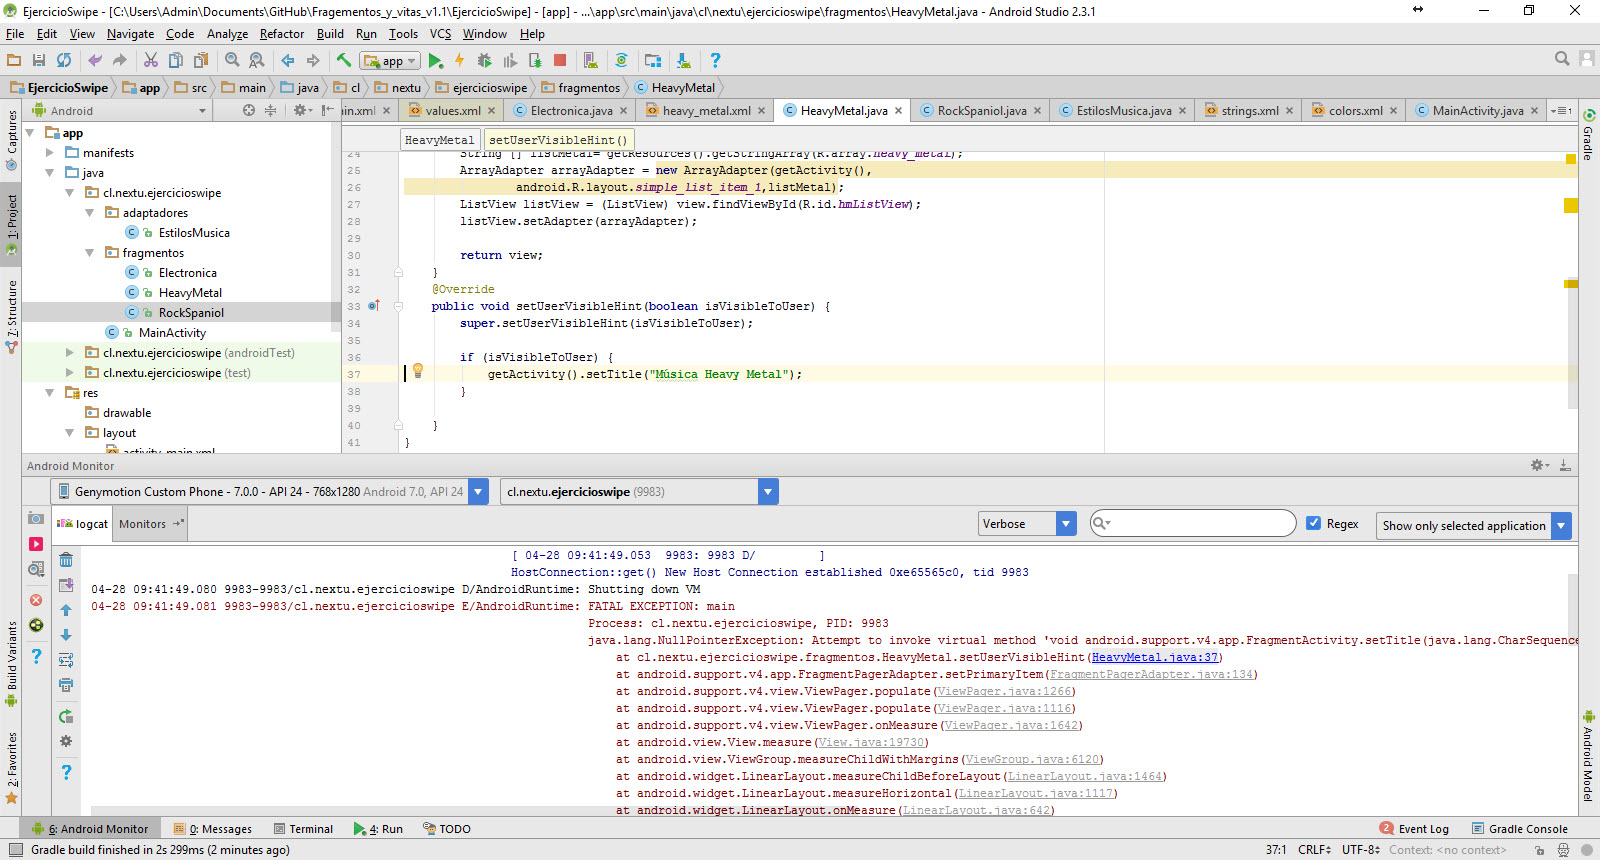 EjercicioSwipe - [C:\Users\Admin\Documents\GitHub\Fragementos_y_vitas_v1.1\EjercicioSwipe] - [app] - ...\app\src\main\java\cl\nextu\ejercicioswipe\fragmentos\HeavyMetal.java - Android Studio 2.3.1
File Edit View Navigate Code Analyze Refactor Build Run Tools VCS Window Help
app
EjercicioSwipe app src main java cl nextu ejercicioswipe fragmentos HeavyMetal
Android
ain.xml values.xml Electronica.java heavy_metal.xml HeavyMetal.java RockSpaniol.java EstilosMusica.java strings.xml colors.xml MainActivity.java
Captures
1: Project
7: Structure
Build Variants
2: Favorites
Gradle
Android Model
app
manifests
java
cl.nextu.ejercicioswipe
adaptadores
EstilosMusica
fragmentos
Electronica
HeavyMetal
RockSpaniol
MainActivity
cl.nextu.ejercicioswipe (androidTest)
cl.nextu.ejercicioswipe (test)
res
drawable
layout
activity_main.xml
HeavyMetal setUserVisibleHint()
24 String [] listMetal= getResources().getStringArray(R.array.heavy_metal);
25 ArrayAdapter arrayAdapter = new ArrayAdapter(getActivity(),
26 android.R.layout.simple_list_item_1,listMetal);
27 ListView listView = (ListView) view.findViewById(R.id.hmListView);
28 listView.setAdapter(arrayAdapter);
29
30 return view;
31 }
32 @Override
33 public void setUserVisibleHint(boolean isVisibleToUser) {
34 super.setUserVisibleHint(isVisibleToUser);
35
36 if (isVisibleToUser) {
37 getActivity().setTitle("Música Heavy Metal");
38 }
39
40 }
41 }
Android Monitor
Genymotion Custom Phone - 7.0.0 - API 24 - 768x1280 Android 7.0, API 24
cl.nextu.ejercicioswipe (9983)
logcat Monitors
Verbose
Regex
Show only selected application
[ 04-28 09:41:49.053 9983: 9983 D/ ]
HostConnection::get() New Host Connection established 0xe65565c0, tid 9983
04-28 09:41:49.080 9983-9983/cl.nextu.ejercicioswipe D/AndroidRuntime: Shutting down VM
04-28 09:41:49.081 9983-9983/cl.nextu.ejercicioswipe E/AndroidRuntime: FATAL EXCEPTION: main
Process: cl.nextu.ejercicioswipe, PID: 9983
java.lang.NullPointerException: Attempt to invoke virtual method 'void android.support.v4.app.FragmentActivity.setTitle(java.lang.CharSequence
at cl.nextu.ejercicioswipe.fragmentos.HeavyMetal.setUserVisibleHint(HeavyMetal.java:37)
at android.support.v4.app.FragmentPagerAdapter.setPrimaryItem(FragmentPagerAdapter.java:134)
at android.support.v4.view.ViewPager.populate(ViewPager.java:1266)
at android.support.v4.view.ViewPager.populate(ViewPager.java:1116)
at android.support.v4.view.ViewPager.onMeasure(ViewPager.java:1642)
at android.view.View.measure(View.java:19730)
at android.view.ViewGroup.measureChildWithMargins(ViewGroup.java:6120)
at android.widget.LinearLayout.measureChildBeforeLayout(LinearLayout.java:1464)
at android.widget.LinearLayout.measureHorizontal(LinearLayout.java:1117)
at android.widget.LinearLayout.onMeasure(LinearLayout.java:642)
6: Android Monitor 0: Messages Terminal 4: Run TODO 2 Event Log Gradle Console
Gradle build finished in 2s 299ms (2 minutes ago) 37:1 CRLF UTF-8 Context: <no context>